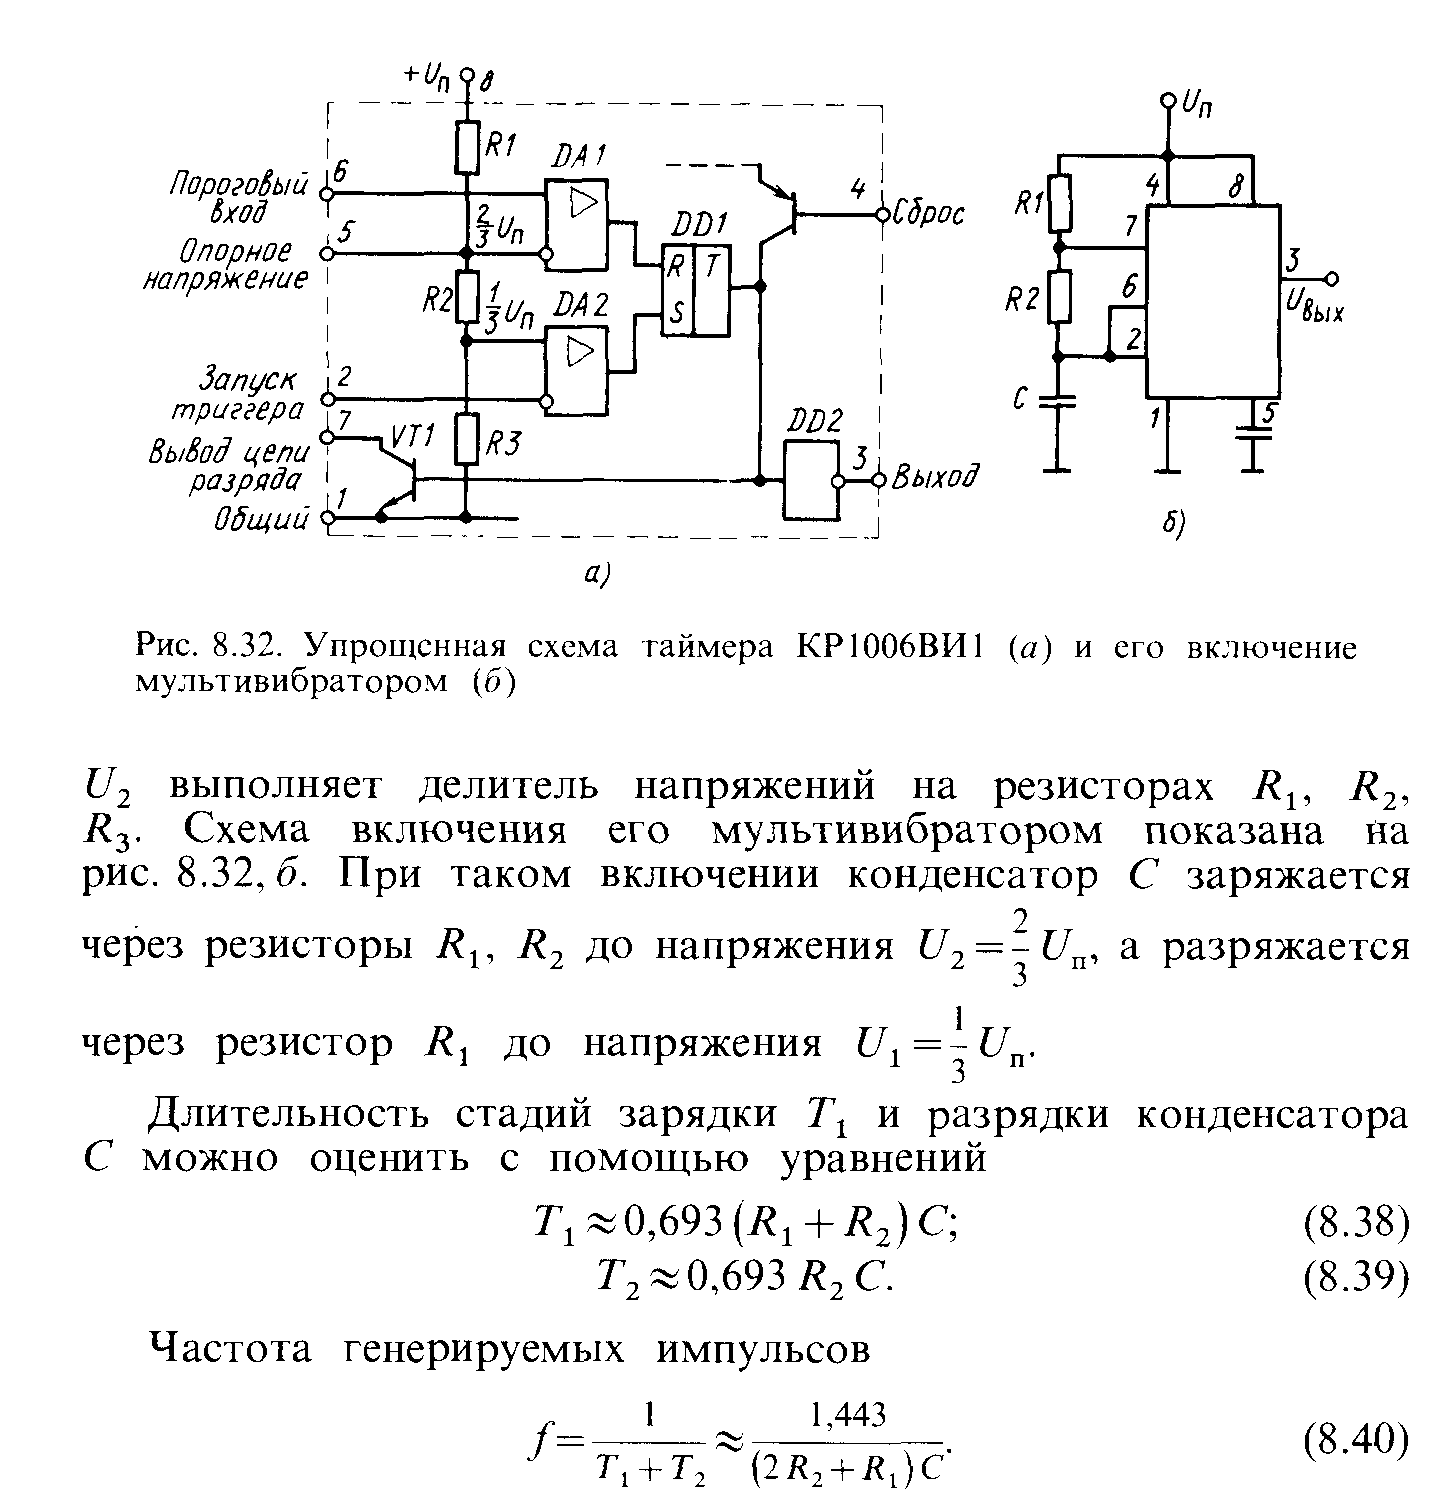 +Uп 8
R1
DA1
6
Пороговый
вход
5
2/3 Uп
Опорное
напряжение
R2
1/3 Uп
DA2
DD1
R T
S
4
Сброс
2
Запуск
триггера
7
VT1
Вывод цепи
разряда
R3
DD2
3
Выход
1
Общий
а)
Uп
4 8
R1
7
R2
6
2
3
Uвых
C
1
5
б)
Рис. 8.32. Упрощенная схема таймера КР1006ВИ1 (а) и его включение
мультивибратором (б)
U₂ выполняет делитель напряжений на резисторах R₁, R₂,
R₃. Схема включения его мультивибратором показана на
рис. 8.32, б. При таком включении конденсатор C заряжается
через резисторы R₁, R₂ до напряжения U₂ = 2/3 Uп, а разряжается
через резистор R₁ до напряжения U₁ = 1/3 Uп.
Длительность стадий зарядки T₁ и разрядки конденсатора
C можно оценить с помощью уравнений
T₁ ≈ 0,693 (R₁ + R₂) C; (8.38)
T₂ ≈ 0,693 R₂ C. (8.39)
Частота генерируемых импульсов
f = 1/(T₁ + T₂) ≈ 1,443/((2R₂ + R₁) C). (8.40)